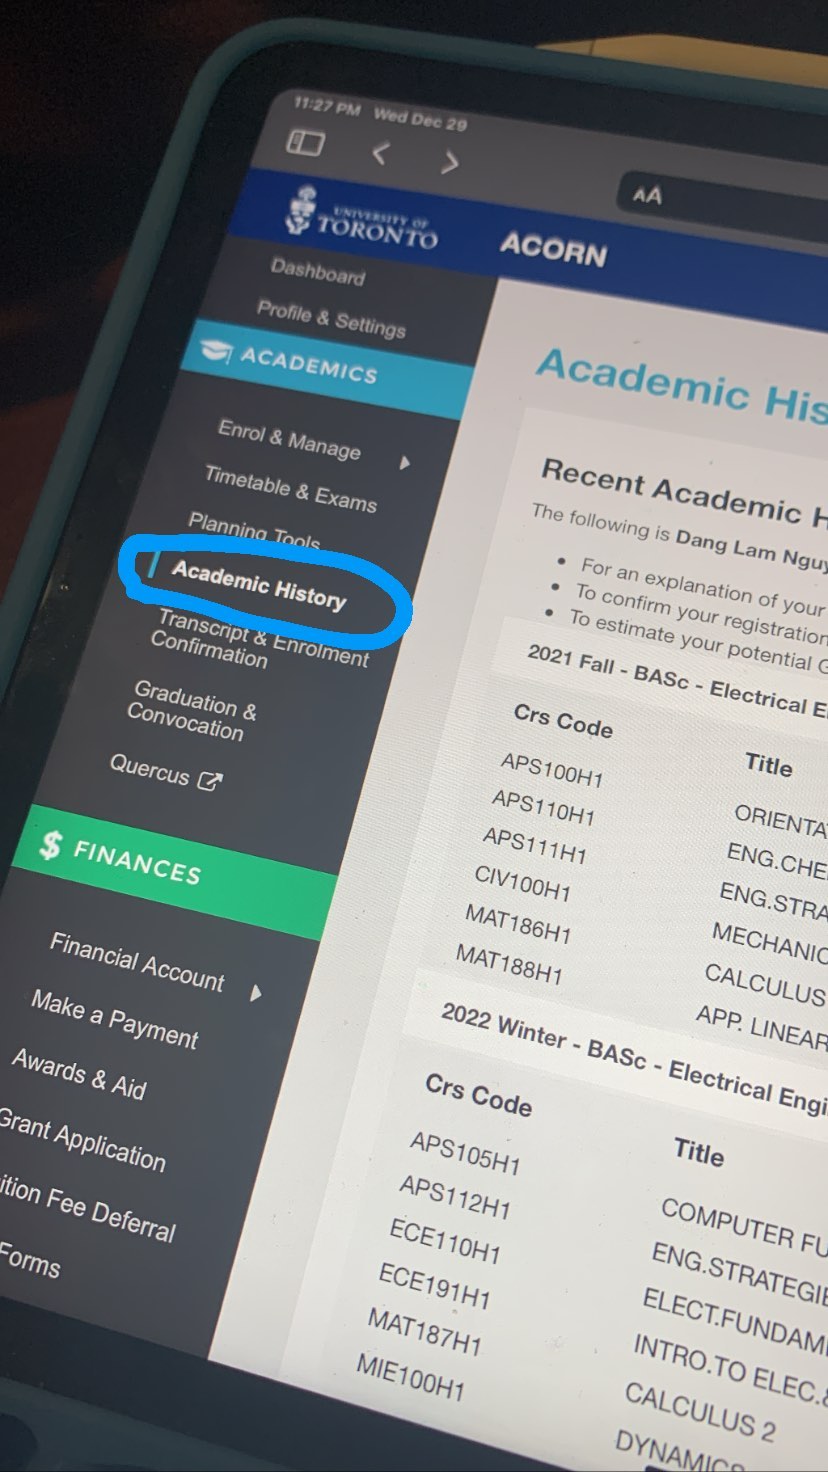 11:27 PM Wed Dec 29
AA
UNIVERSITY OF
TORONTO
ACORN
Dashboard
Profile & Settings
ACADEMICS
Enrol & Manage
Timetable & Exams
Planning Tools
Academic History
Transcript & Enrolment
Confirmation
Graduation &
Convocation
Quercus
$ FINANCES
Financial Account
Make a Payment
Awards & Aid
Grant Application
ition Fee Deferral
Forms
Academic His
Recent Academic H
The following is Dang Lam Nguy
• For an explanation of your
• To confirm your registration
• To estimate your potential G
2021 Fall - BASc - Electrical E
Crs Code Title
APS100H1 ORIENTA
APS110H1 ENG.CHE
APS111H1 ENG.STRA
CIV100H1 MECHANIC
MAT186H1 CALCULUS
MAT188H1 APP. LINEAR
2022 Winter - BASc - Electrical Engi
Crs Code Title
APS105H1 COMPUTER FU
APS112H1 ENG.STRATEGIE
ECE110H1 ELECT.FUNDAM
ECE191H1 INTRO.TO ELEC.&
MAT187H1 CALCULUS 2
MIE100H1 DYNAMICS